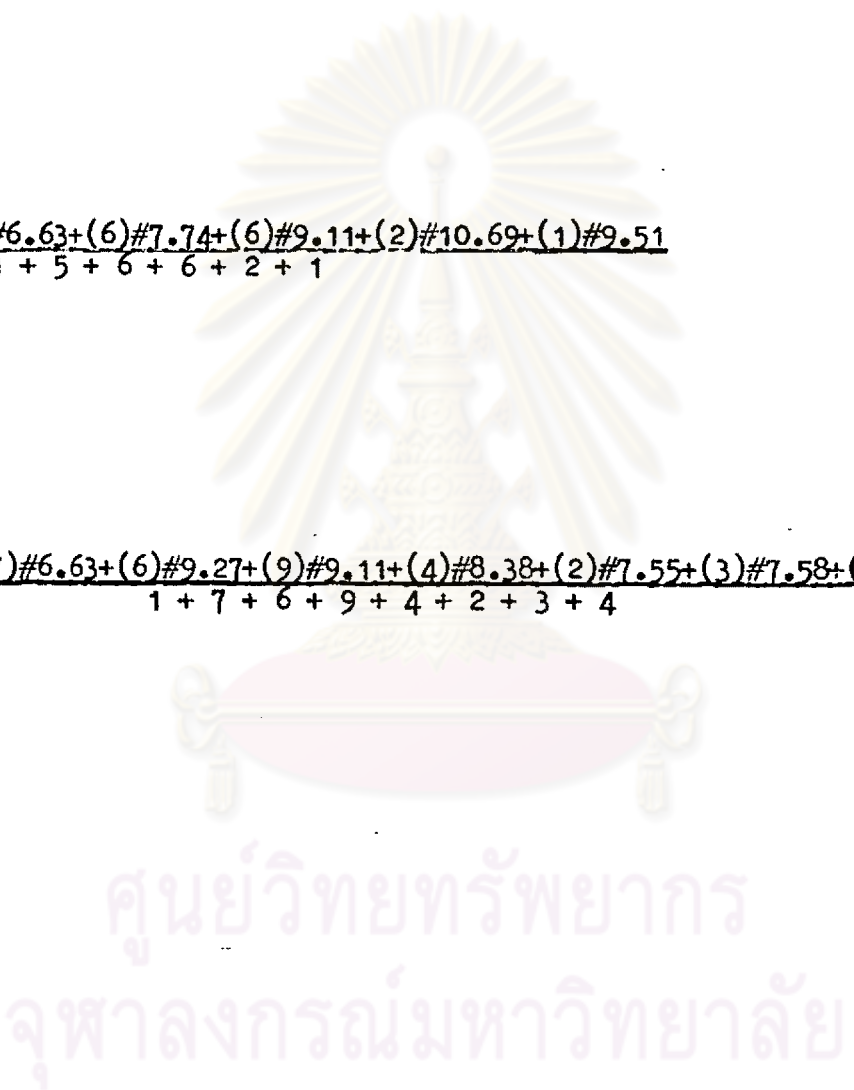 #6.63+(6)#7.74+(6)#9.11+(2)#10.69+(1)#9.51
+ 5 + 6 + 6 + 2 + 1
)#6.63+(6)#9.27+(9)#9.11+(4)#8.38+(2)#7.55+(3)#7.58+(
1 + 7 + 6 + 9 + 4 + 2 + 3 + 4
ศูนย์วิทยทรัพยากร
จุฬาลงกรณ์มหาวิทยาลัย